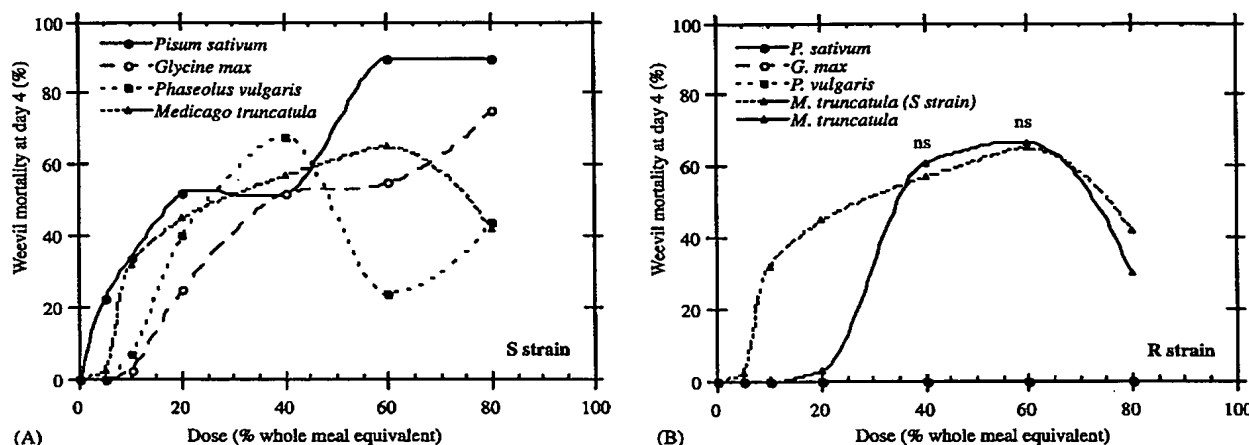 100
80
60
40
20
0
Weevil mortality at day 4 (%)
Pisum sativum
Glycine max
Phaseolus vulgaris
Medicago truncatula
S strain
0 20 40 60 80 100
Dose (% whole meal equivalent)
(A)
100
80
60
40
20
0
Weevil mortality at day 4 (%)
P. sativum
G. max
P. vulgaris
M. truncatula (S strain)
M. truncatula
ns
ns
R strain
0 20 40 60 80 100
Dose (% whole meal equivalent)
(B)